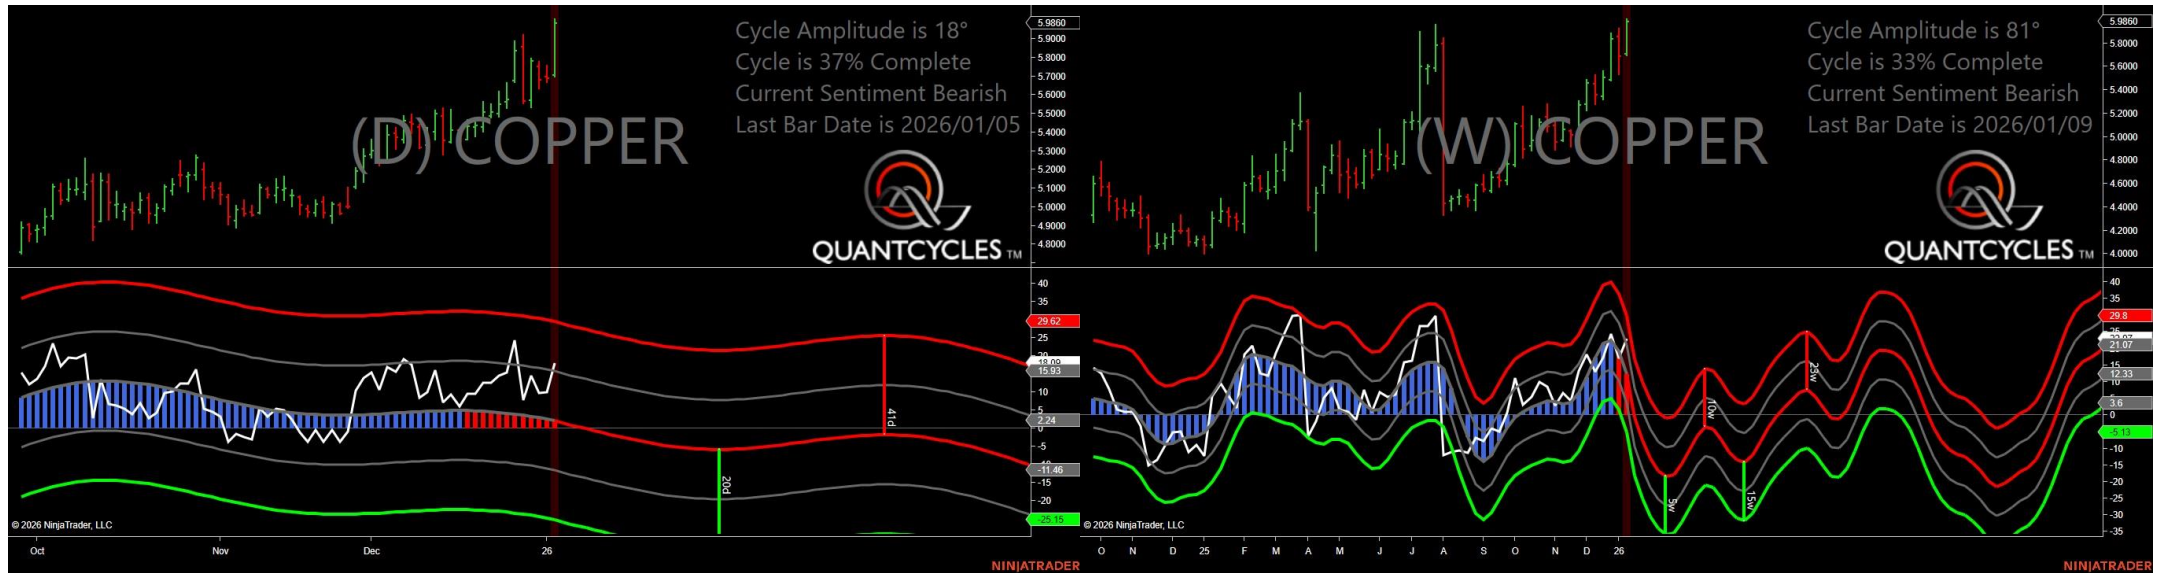 Cycle Amplitude is 18°
Cycle is 37% Complete
Current Sentiment Bearish
Last Bar Date is 2026/01/05
(D) COPPER
QUANTCYCLES TM
5.9860
5.9000
5.8000
5.7000
5.6000
5.5000
5.4000
5.3000
5.2000
5.1000
5.0000
4.9000
4.8000
40
35
29.62
25
18.09
15.93
10
5
2.24
0
-5
-11.46
-15
-20
-25.15
41d
20d
© 2026 NinjaTrader, LLC
Oct
Nov
Dec
26
NINJATRADER
Cycle Amplitude is 81°
Cycle is 33% Complete
Current Sentiment Bearish
Last Bar Date is 2026/01/09
(W) COPPER
QUANTCYCLES TM
5.9860
5.8000
5.6000
5.4000
5.2000
5.0000
4.8000
4.6000
4.4000
4.2000
4.0000
40
35
29.8
21.07
12.33
3.6
0
-5.13
-10
-15
-20
-25
-30
-35
5w
10w
15w
23w
© 2026 NinjaTrader, LLC
O
N
D
25
F
M
A
M
J
J
A
S
O
N
D
26
NINJATRADER